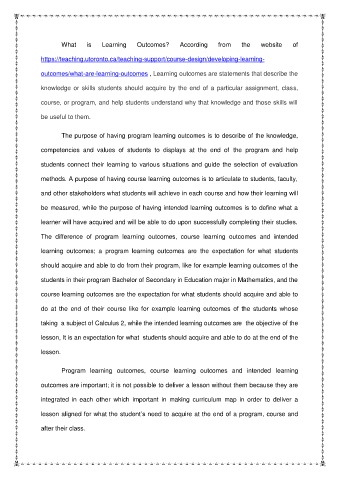 What is Learning Outcomes? According from the website of
https://teaching.utoronto.ca/teaching-support/course-design/developing-learning-
outcomes/what-are-learning-outcomes , Learning outcomes are statements that describe the
knowledge or skills students should acquire by the end of a particular assignment, class,
course, or program, and help students understand why that knowledge and those skills will
be useful to them.
The purpose of having program learning outcomes is to describe of the knowledge,
competencies and values of students to displays at the end of the program and help
students connect their learning to various situations and guide the selection of evaluation
methods. A purpose of having course learning outcomes is to articulate to students, faculty,
and other stakeholders what students will achieve in each course and how their learning will
be measured, while the purpose of having intended learning outcomes is to define what a
learner will have acquired and will be able to do upon successfully completing their studies.
The difference of program learning outcomes, course learning outcomes and intended
learning outcomes; a program learning outcomes are the expectation for what students
should acquire and able to do from their program, like for example learning outcomes of the
students in their program Bachelor of Secondary in Education major in Mathematics, and the
course learning outcomes are the expectation for what students should acquire and able to
do at the end of their course like for example learning outcomes of the students whose
taking a subject of Calculus 2, while the intended learning outcomes are the objective of the
lesson, It is an expectation for what students should acquire and able to do at the end of the
lesson.
Program learning outcomes, course learning outcomes and intended learning
outcomes are important; it is not possible to deliver a lesson without them because they are
integrated in each other which important in making curriculum map in order to deliver a
lesson aligned for what the student's need to acquire at the end of a program, course and
after their class.